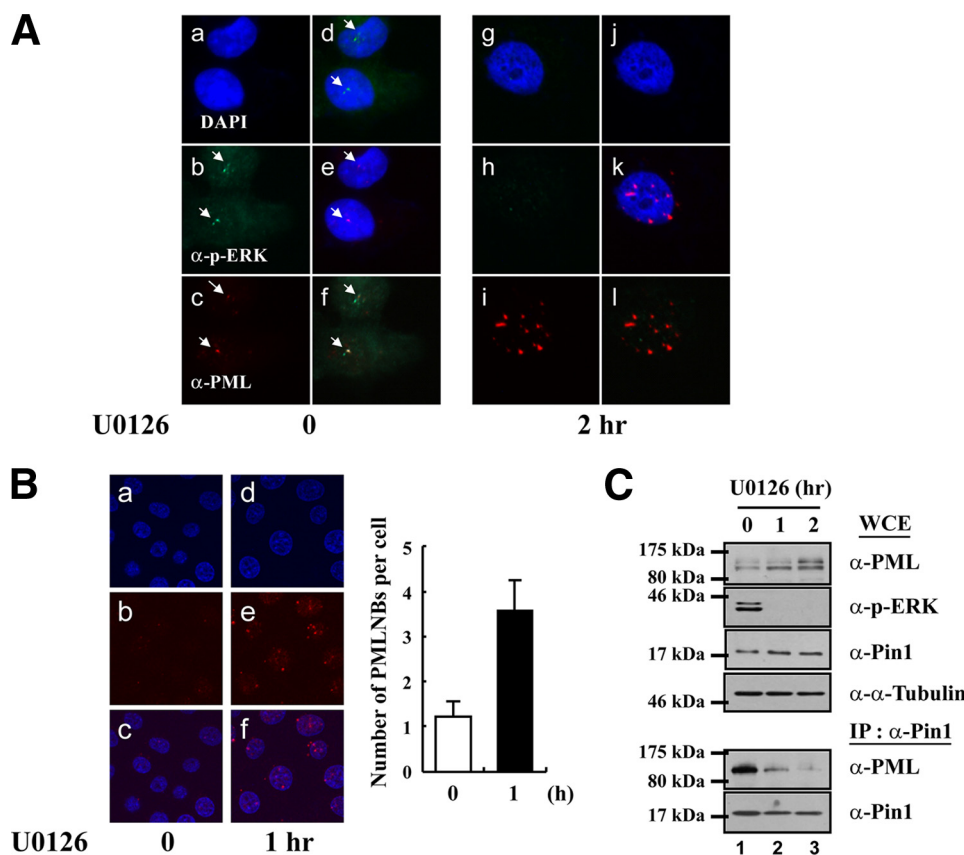 A
a
d
g
j
DAPI
b
e
h
k
α-p-ERK
c
f
i
l
α-PML
U0126 0 2 hr
B
a
d
b
e
c
f
U0126 0 1 hr
Number of PMLNBs per cell
5
4
3
2
1
0
0 1 (h)
C
U0126 (hr)
0 1 2 WCE
175 kDa
80 kDa
α-PML
46 kDa
α-p-ERK
17 kDa
α-Pin1
46 kDa
α-α-Tubulin
IP : α-Pin1
175 kDa
80 kDa
α-PML
17 kDa
α-Pin1
1 2 3